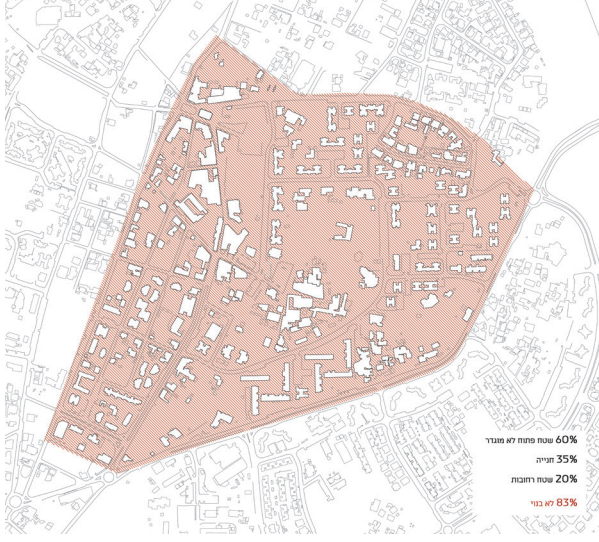 60% שטח פתוח לא מוגדר
35% חנייה
20% שטח רחובות
83% לא בנוי